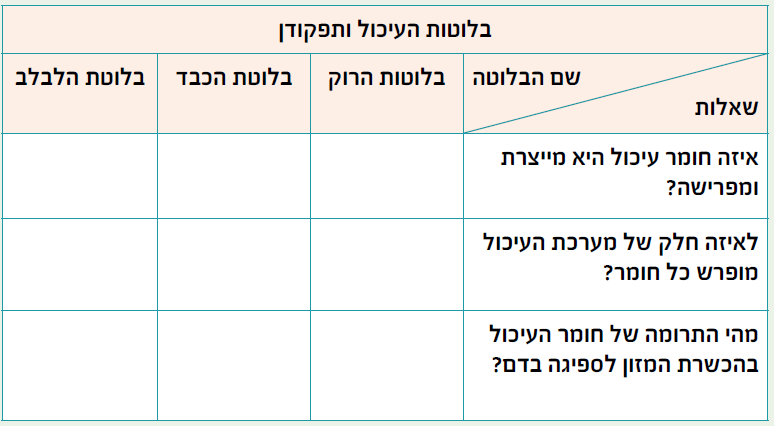 בלוטות העיכול ותפקודן
שם הבלוטה
שאלות
בלוטות הרוק
בלוטת הכבד
בלוטת הלבלב
איזה חומר עיכול היא מייצרת
ומפרישה?
לאיזה חלק של מערכת העיכול
מופרש כל חומר?
מהי התרומה של חומר העיכול
בהכשרת המזון לספיגה בדם?